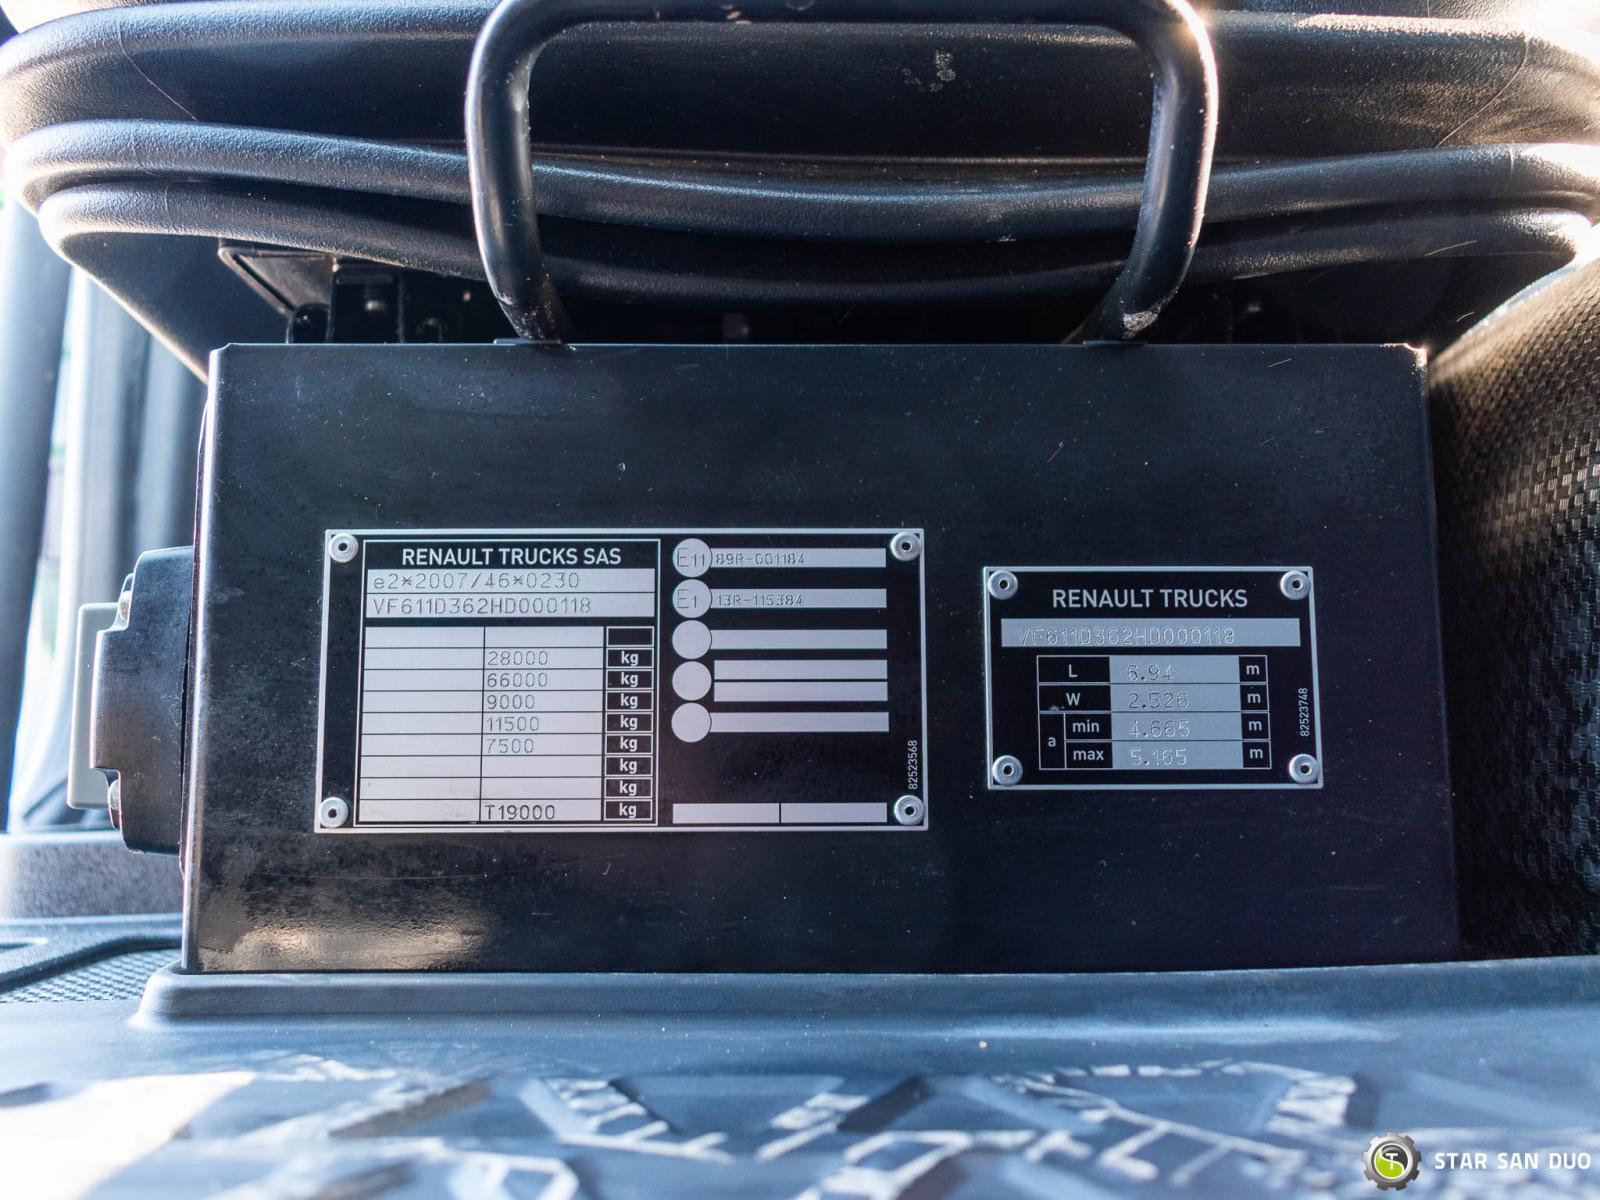 RENAULT TRUCKS SAS
e2*2007/46*0230
VF611D362HD000118
28000 kg
66000 kg
9000 kg
11500 kg
7500 kg
kg
kg
T19000 kg
E11 89R-001184
E1 13R-115384
82523568
RENAULT TRUCKS
VF611D362HD000118
L 6.94 m
W 2.526 m
a min 4.665 m
max 5.165 m
82523748
ST STAR SAN DUO